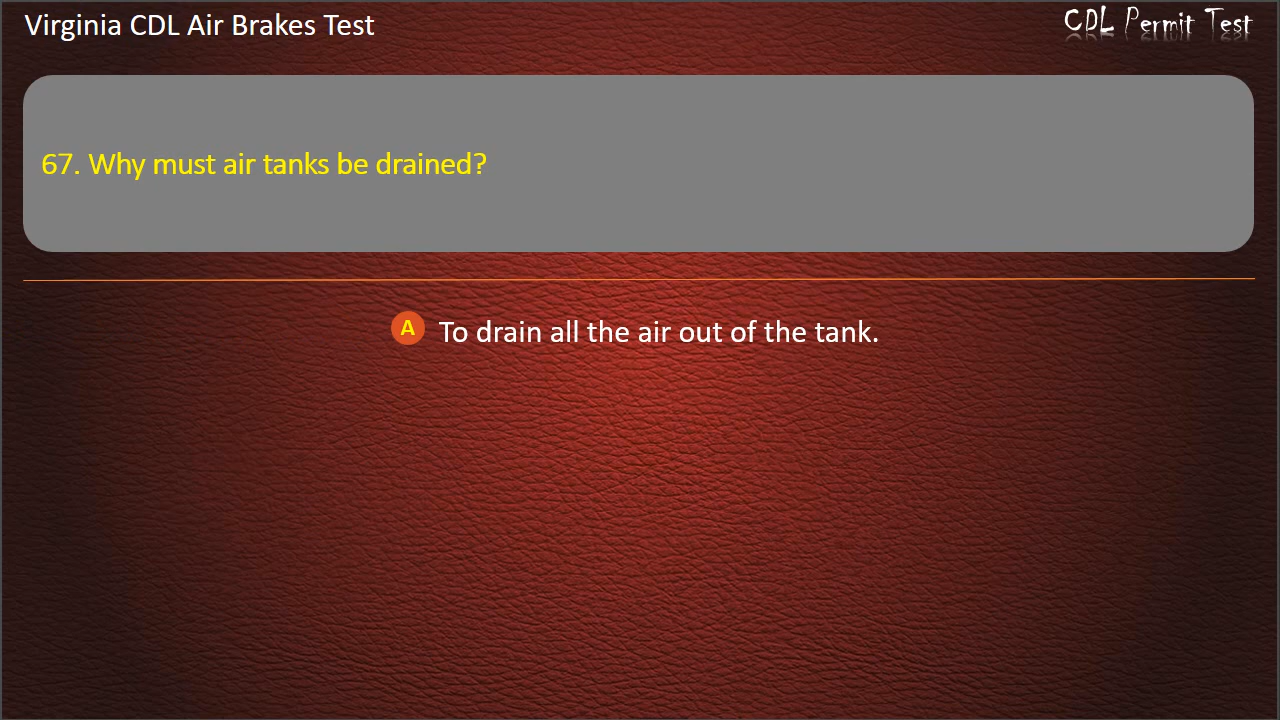 Virginia CDL Air Brakes Test
CDL Permit Test
67. Why must air tanks be drained?
A To drain all the air out of the tank.